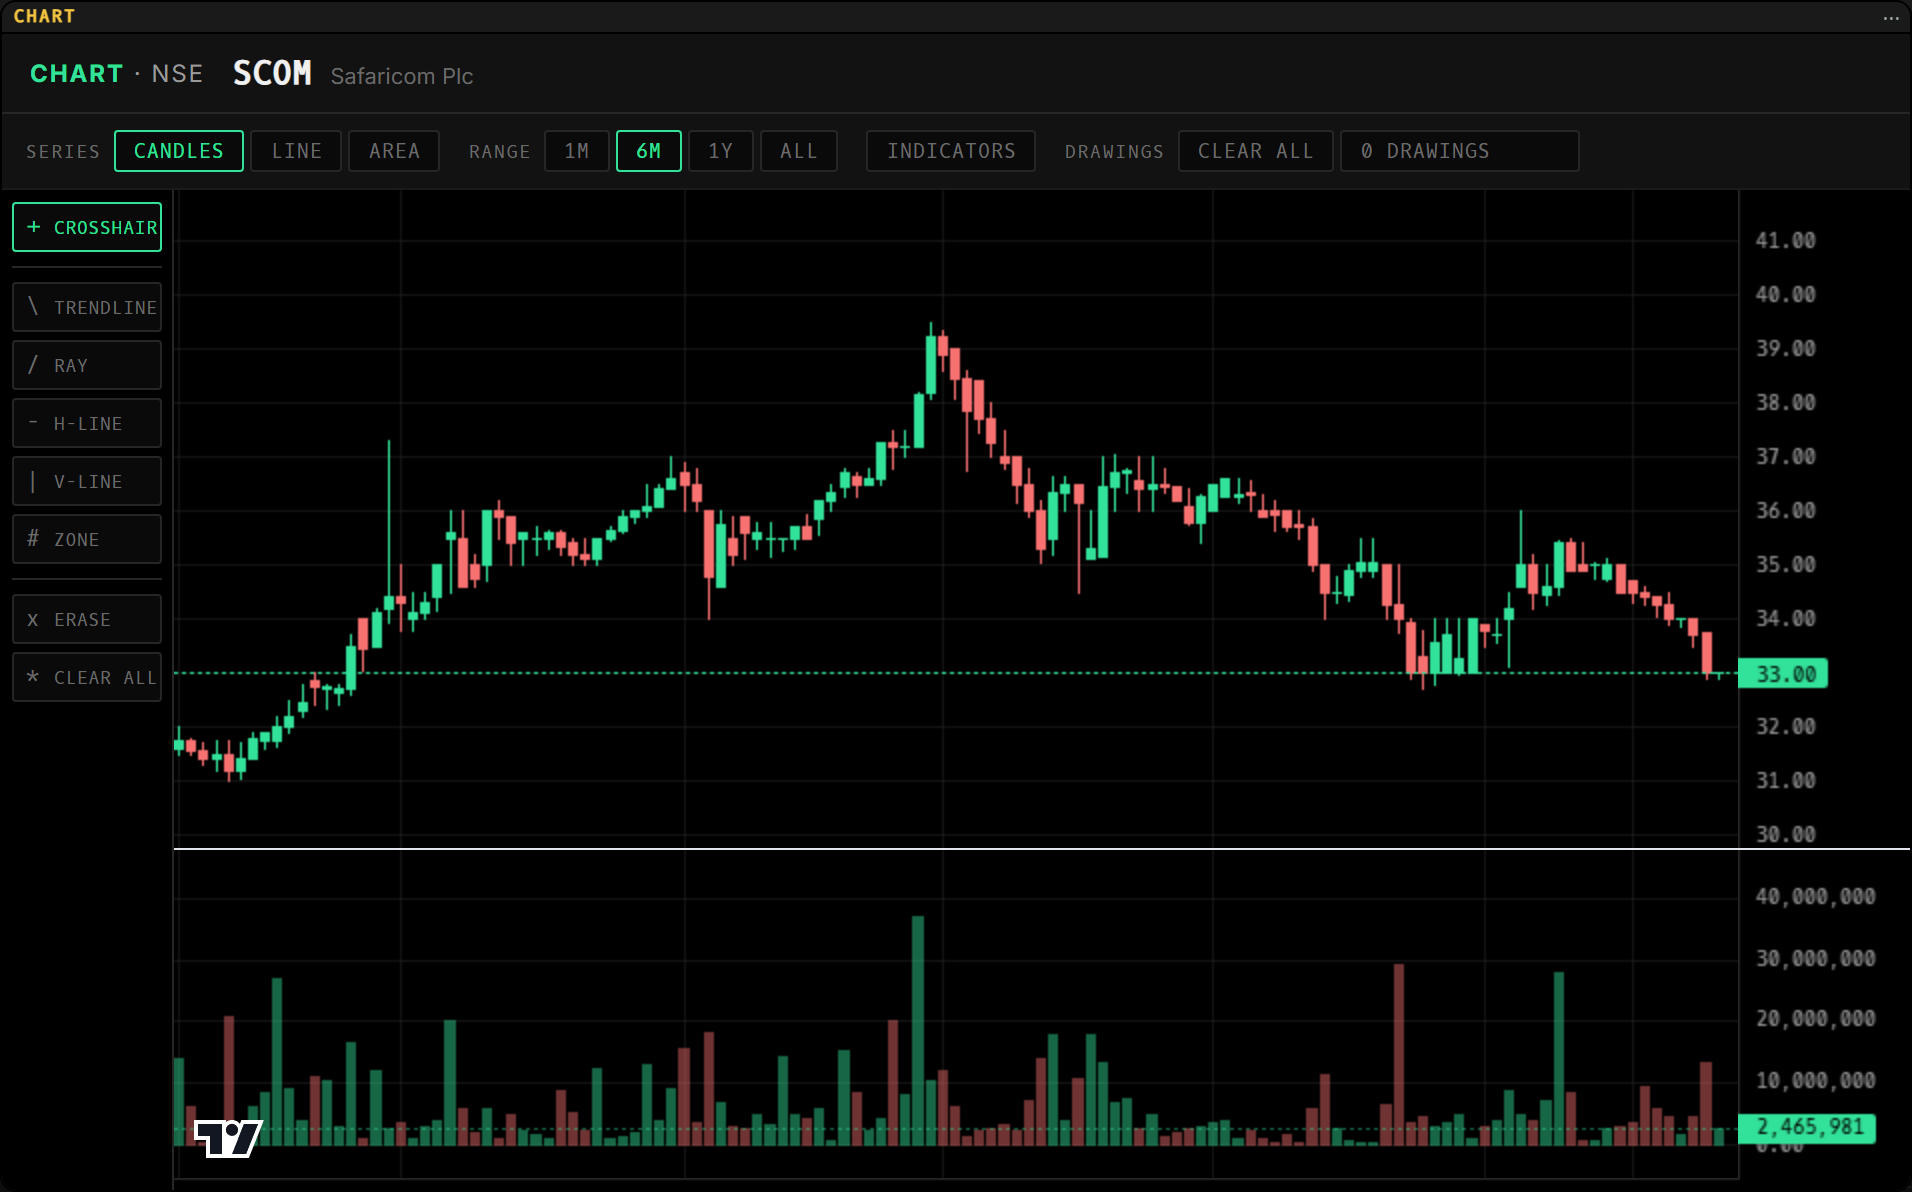 CHART
...
CHART · NSE SCOM Safaricom Plc
SERIES CANDLES LINE AREA RANGE 1M 6M 1Y ALL INDICATORS DRAWINGS CLEAR ALL 0 DRAWINGS
+ CROSSHAIR
\ TRENDLINE
/ RAY
- H-LINE
| V-LINE
# ZONE
x ERASE
* CLEAR ALL
41.00
40.00
39.00
38.00
37.00
36.00
35.00
34.00
33.00
32.00
31.00
30.00
40,000,000
30,000,000
20,000,000
10,000,000
2,465,981
0.00